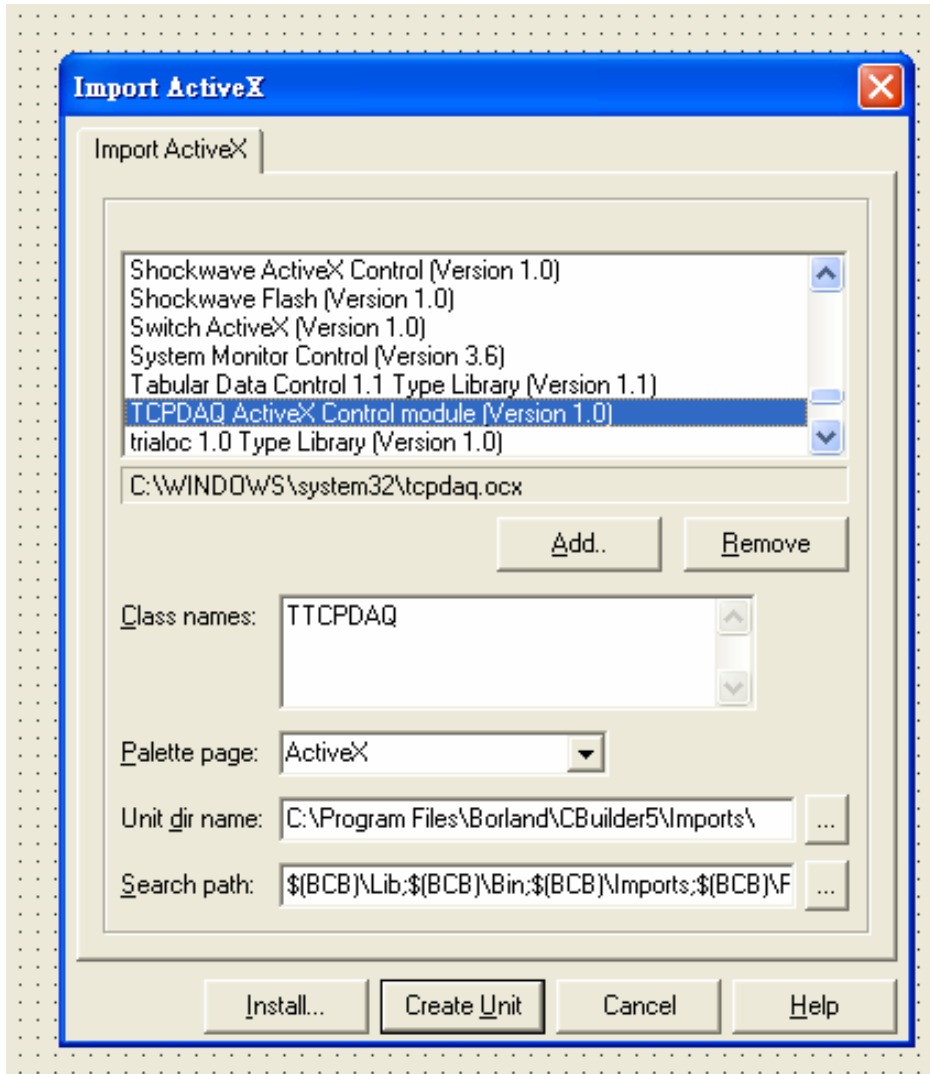 Import ActiveX
Import ActiveX
Shockwave ActiveX Control (Version 1.0)
Shockwave Flash (Version 1.0)
Switch ActiveX (Version 1.0)
System Monitor Control (Version 3.6)
Tabular Data Control 1.1 Type Library (Version 1.1)
TCPDAQ ActiveX Control module (Version 1.0)
trialoc 1.0 Type Library (Version 1.0)
C:\WINDOWS\system32\tcpdaq.ocx
Add..
Remove
Class names: TTCPDAQ
Palette page: ActiveX
Unit dir name: C:\Program Files\Borland\CBuilder5\Imports\ ...
Search path: $(BCB)\Lib;$(BCB)\Bin;$(BCB)\Imports;$(BCB)\F ...
Install... Create Unit Cancel Help